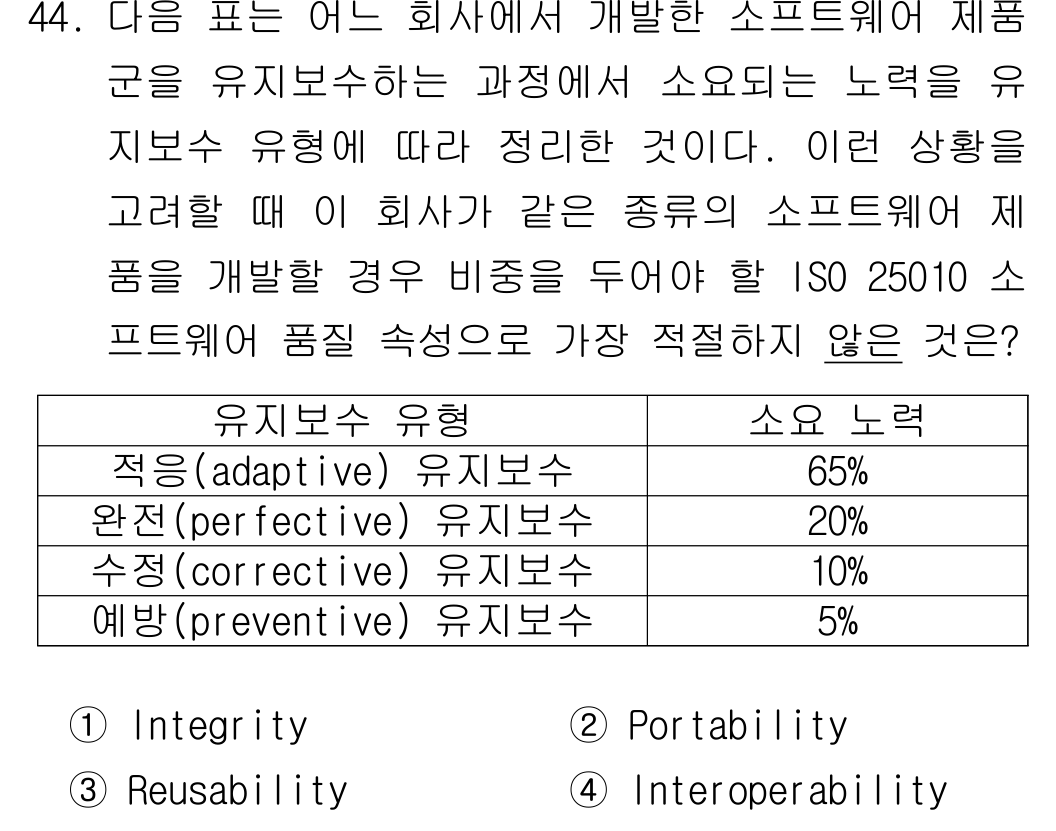 44. 다음 표는 어느 회사에서 개발한 소프트웨어 제품
군을 유지보수하는 과정에서 소요되는 노력을 유
지보수 유형에 따라 정리한 것이다. 이런 상황을
고려할 때 이 회사가 같은 종류의 소프트웨어 제
품을 개발할 경우 비중을 두어야 할 ISO 25010 소
프트웨어 품질 속성으로 가장 적절하지 않은 것은?
유지보수 유형 소요 노력
적응(adaptive) 유지보수 65%
완전(perfective) 유지보수 20%
수정(corrective) 유지보수 10%
예방(preventive) 유지보수 5%
① Integrity ② Portability
③ Reusability ④ Interoperability